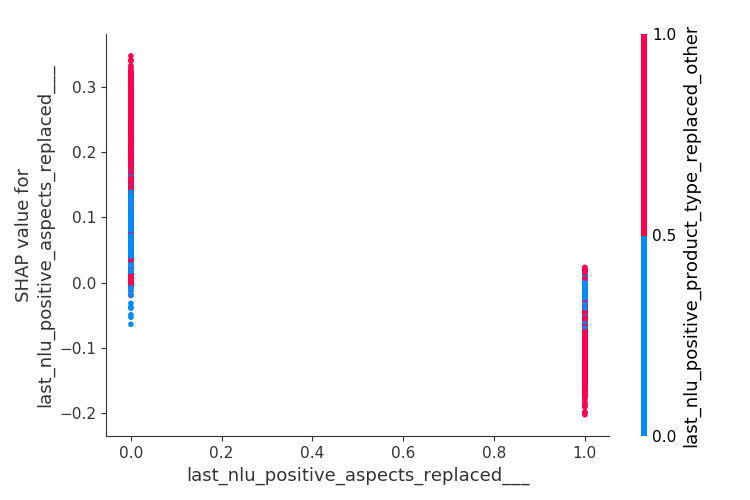 SHAP value for
last_nlu_positive_aspects_replaced___
0.3
0.2
0.1
0.0
−0.1
−0.2
0.0 0.2 0.4 0.6 0.8 1.0
last_nlu_positive_aspects_replaced___
1.0
0.5
0.0
last_nlu_positive_product_type_replaced_other